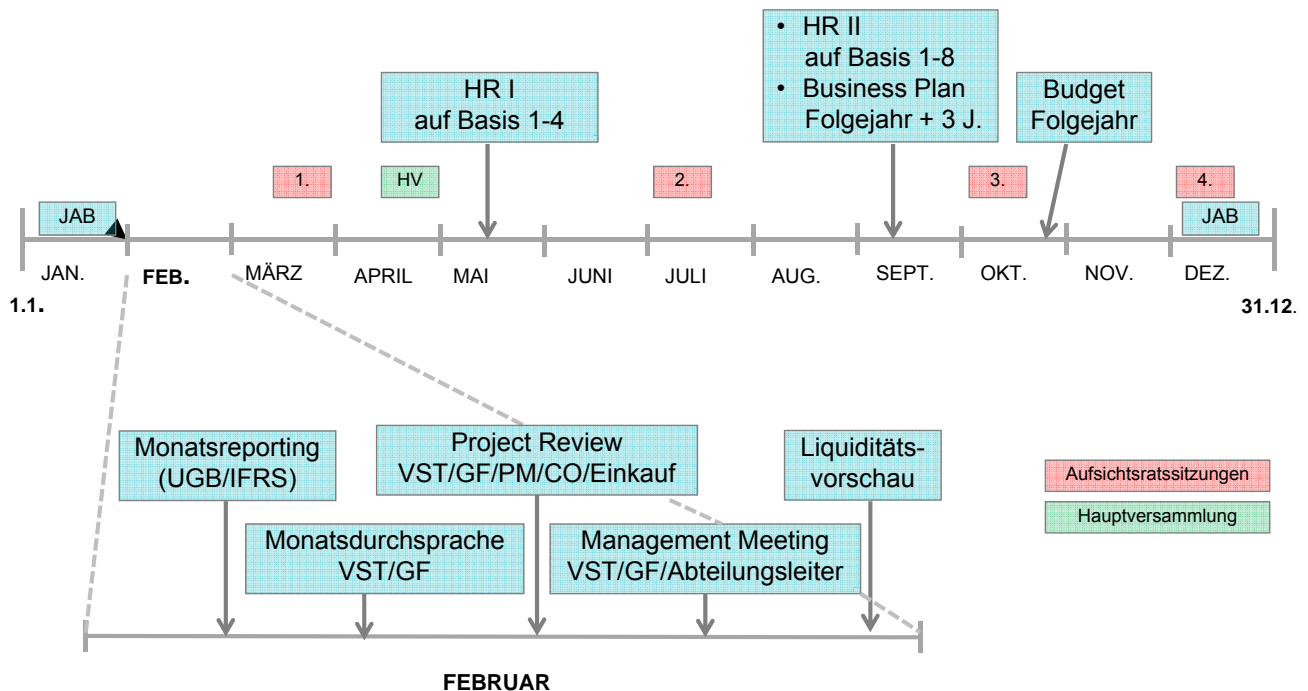 • HR II
auf Basis 1-8
• Business Plan
Folgejahr + 3 J.
HR I
auf Basis 1-4
Budget
Folgejahr
1.
HV
2.
3.
4.
JAB
JAB
JAN.
FEB.
MÄRZ
APRIL
MAI
JUNI
JULI
AUG.
SEPT.
OKT.
NOV.
DEZ.
1.1.
31.12.
Monatsreporting
(UGB/IFRS)
Project Review
VST/GF/PM/CO/Einkauf
Liquiditäts-
vorschau
Monatsdurchsprache
VST/GF
Management Meeting
VST/GF/Abteilungsleiter
Aufsichtsratssitzungen
Hauptversammlung
FEBRUAR